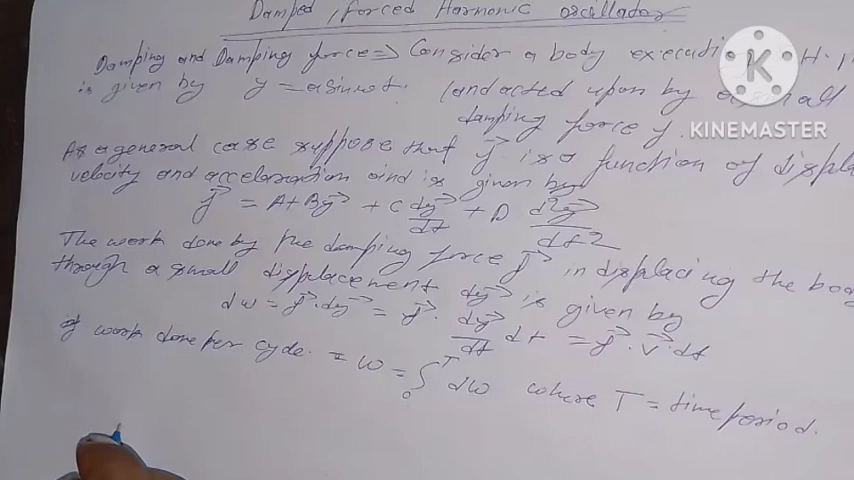 Damped, Forced Harmonic oscillator
Damping and Damping force ⇒ Consider a body executi H.
is given by y = a sin wt. (and acted upon by a small
damping force f.
As a general case suppose that f⃗ is a function of displa
velocity and acceleration and is given by
f⃗ = A + By⃗ + C dy⃗/dt + D d²y⃗/dt2
The work done by the damping force f⃗ in displacing the body
through a small displacement dy⃗ is given by
dw = f⃗.dy⃗ = f⃗. dy⃗/dt dt = f⃗.v⃗.dt
work done per cycle. = w = ∫₀ᵀ dw where T = time period.
K
KINEMASTER